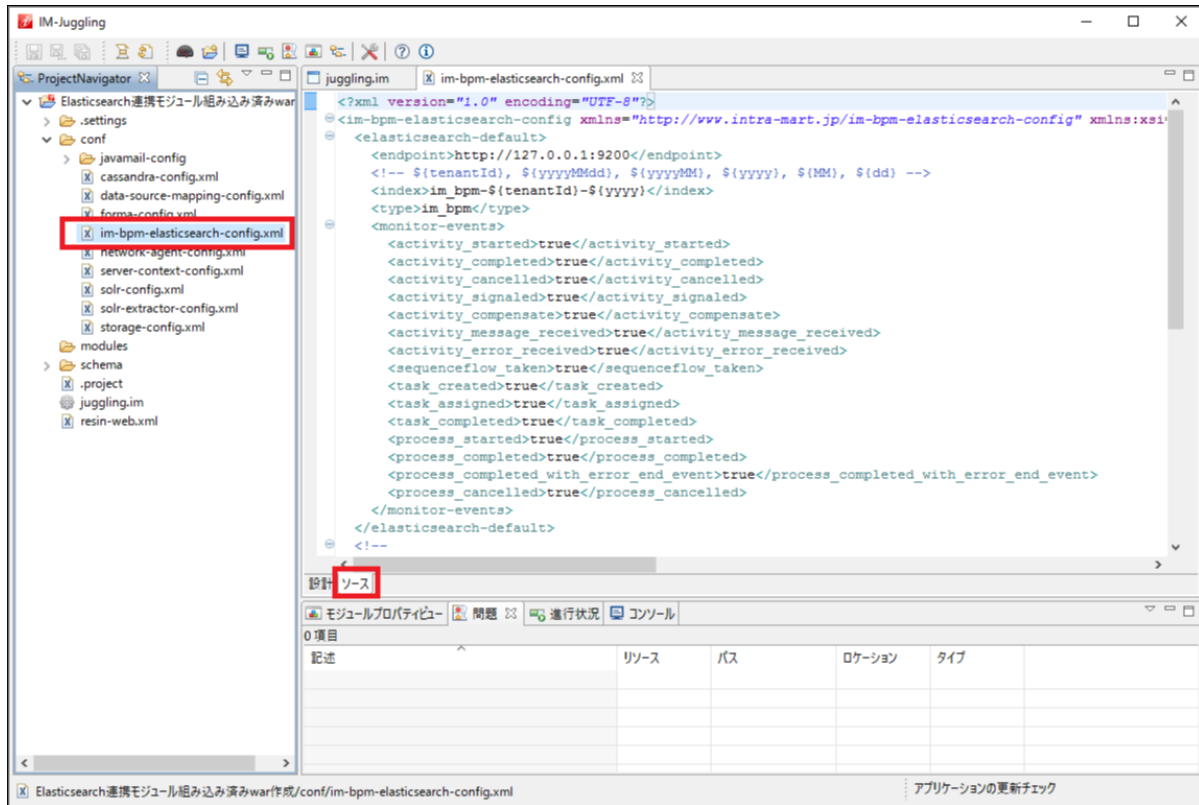 IM-Juggling
ProjectNavigator
Elasticsearch連携モジュール組み込み済みwar
.settings
conf
javamail-config
cassandra-config.xml
data-source-mapping-config.xml
forma-config.xml
im-bpm-elasticsearch-config.xml
network-agent-config.xml
server-context-config.xml
solr-config.xml
solr-extractor-config.xml
storage-config.xml
modules
schema
.project
juggling.im
resin-web.xml
juggling.im
im-bpm-elasticsearch-config.xml
<?xml version="1.0" encoding="UTF-8"?>
<im-bpm-elasticsearch-config xmlns="http://www.intra-mart.jp/im-bpm-elasticsearch-config" xmlns:xsi
<elasticsearch-default>
<endpoint>http://127.0.0.1:9200</endpoint>
<!-- ${tenantId}, ${yyyyMMdd}, ${yyyyMM}, ${yyyy}, ${MM}, ${dd} -->
<index>im_bpm-${tenantId}-${yyyy}</index>
<type>im_bpm</type>
<monitor-events>
<activity_started>true</activity_started>
<activity_completed>true</activity_completed>
<activity_cancelled>true</activity_cancelled>
<activity_signaled>true</activity_signaled>
<activity_compensate>true</activity_compensate>
<activity_message_received>true</activity_message_received>
<activity_error_received>true</activity_error_received>
<sequenceflow_taken>true</sequenceflow_taken>
<task_created>true</task_created>
<task_assigned>true</task_assigned>
<task_completed>true</task_completed>
<process_started>true</process_started>
<process_completed>true</process_completed>
<process_completed_with_error_end_event>true</process_completed_with_error_end_event>
<process_cancelled>true</process_cancelled>
</monitor-events>
</elasticsearch-default>
<!--
設計 ソース
モジュールプロパティビュー 問題 進行状況 コンソール
0 項目
記述 リソース パス ロケーション タイプ
Elasticsearch連携モジュール組み込み済みwar作成/conf/im-bpm-elasticsearch-config.xml
アプリケーションの更新チェック